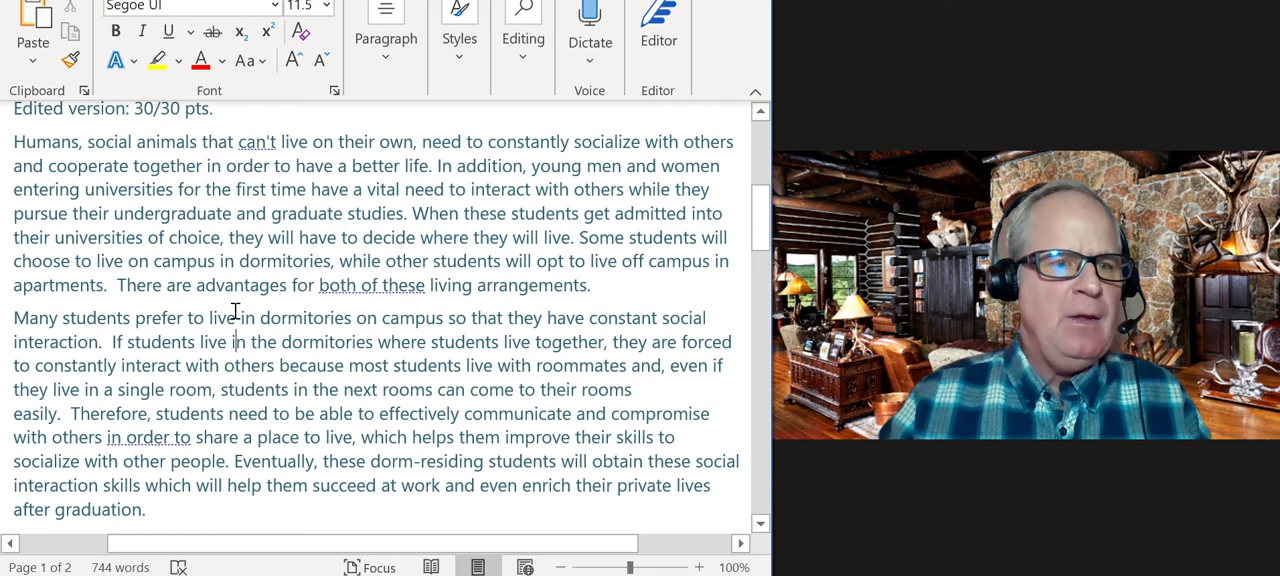 Segoe UI
11.5
Paste
B I U ab x₂ x²
A A Aa A A
Clipboard
Font
Paragraph
Styles
Editing
Dictate
Voice
Editor
Editor
Edited version: 30/30 pts.
Humans, social animals that can't live on their own, need to constantly socialize with others
and cooperate together in order to have a better life. In addition, young men and women
entering universities for the first time have a vital need to interact with others while they
pursue their undergraduate and graduate studies. When these students get admitted into
their universities of choice, they will have to decide where they will live. Some students will
choose to live on campus in dormitories, while other students will opt to live off campus in
apartments. There are advantages for both of these living arrangements.
Many students prefer to live in dormitories on campus so that they have constant social
interaction. If students live in the dormitories where students live together, they are forced
to constantly interact with others because most students live with roommates and, even if
they live in a single room, students in the next rooms can come to their rooms
easily. Therefore, students need to be able to effectively communicate and compromise
with others in order to share a place to live, which helps them improve their skills to
socialize with other people. Eventually, these dorm-residing students will obtain these social
interaction skills which will help them succeed at work and even enrich their private lives
after graduation.
Page 1 of 2
744 words
Focus
100%